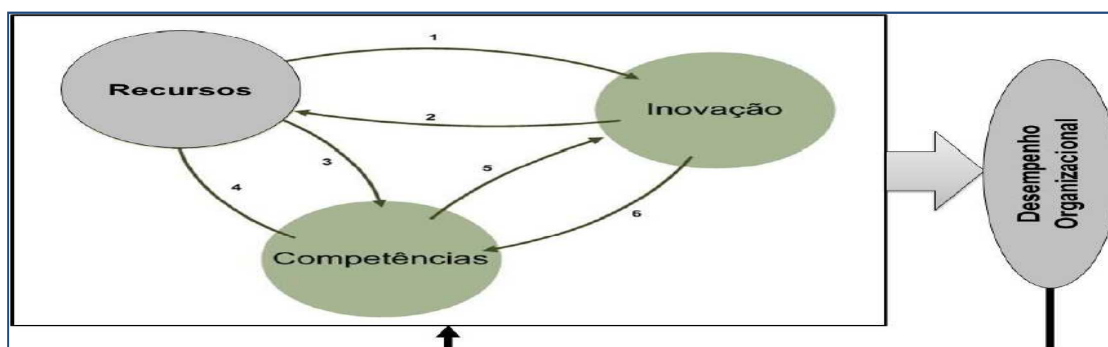 1
Recursos
Inovação
2
3
5
4
6
Competências
Desempenho
Organizacional